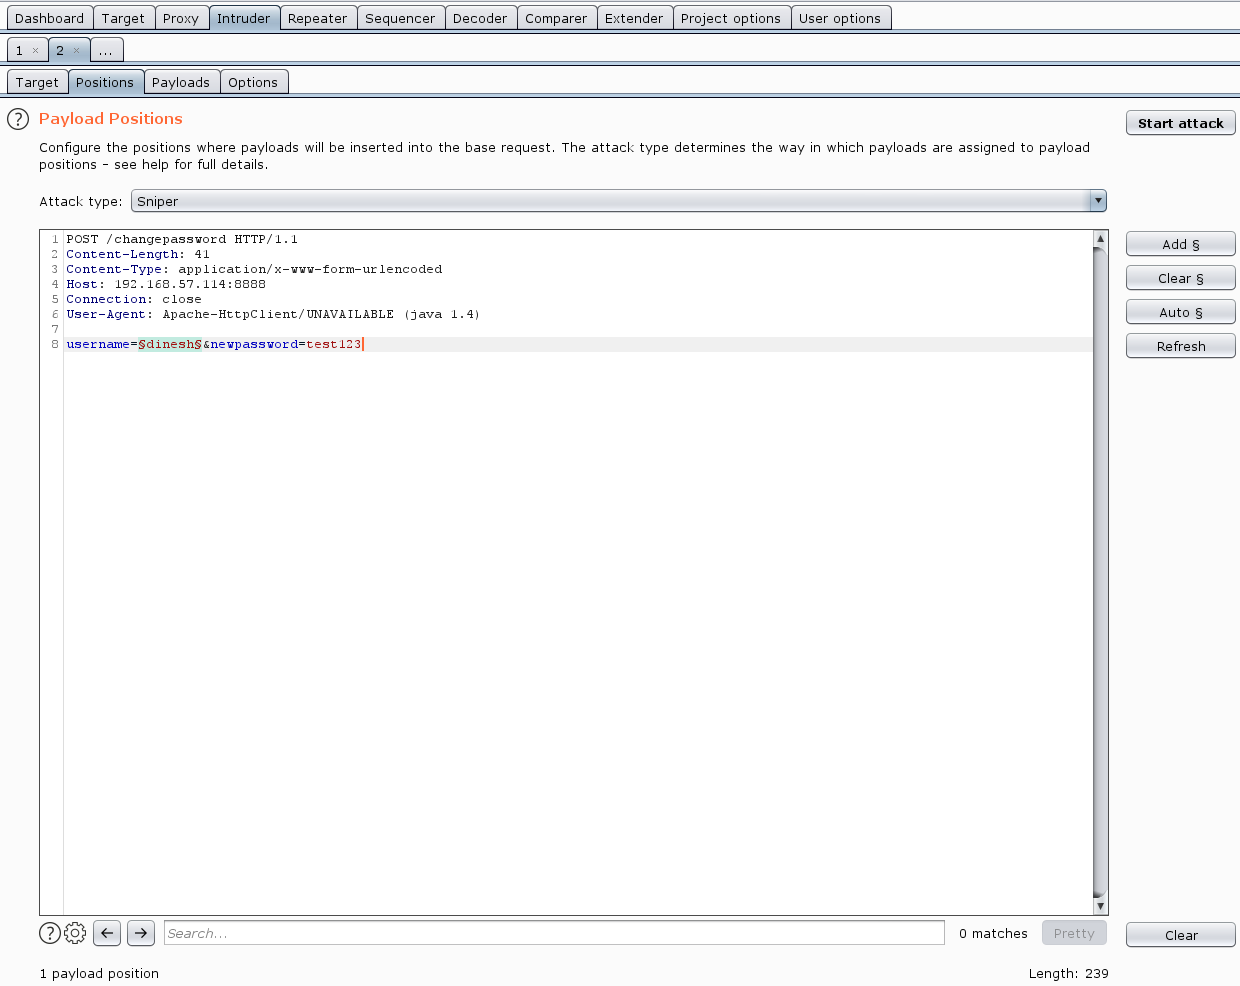 Dashboard Target Proxy Intruder Repeater Sequencer Decoder Comparer Extender Project options User options
1 × 2 × ...
Target Positions Payloads Options
? Payload Positions
Start attack
Configure the positions where payloads will be inserted into the base request. The attack type determines the way in which payloads are assigned to payload
positions - see help for full details.
Attack type: Sniper
1 POST /changepassword HTTP/1.1
2 Content-Length: 41
3 Content-Type: application/x-www-form-urlencoded
4 Host: 192.168.57.114:8888
5 Connection: close
6 User-Agent: Apache-HttpClient/UNAVAILABLE (java 1.4)
7
8 username=§dinesh§&newpassword=test123
Add §
Clear §
Auto §
Refresh
? Search... 0 matches Pretty Clear
1 payload position Length: 239